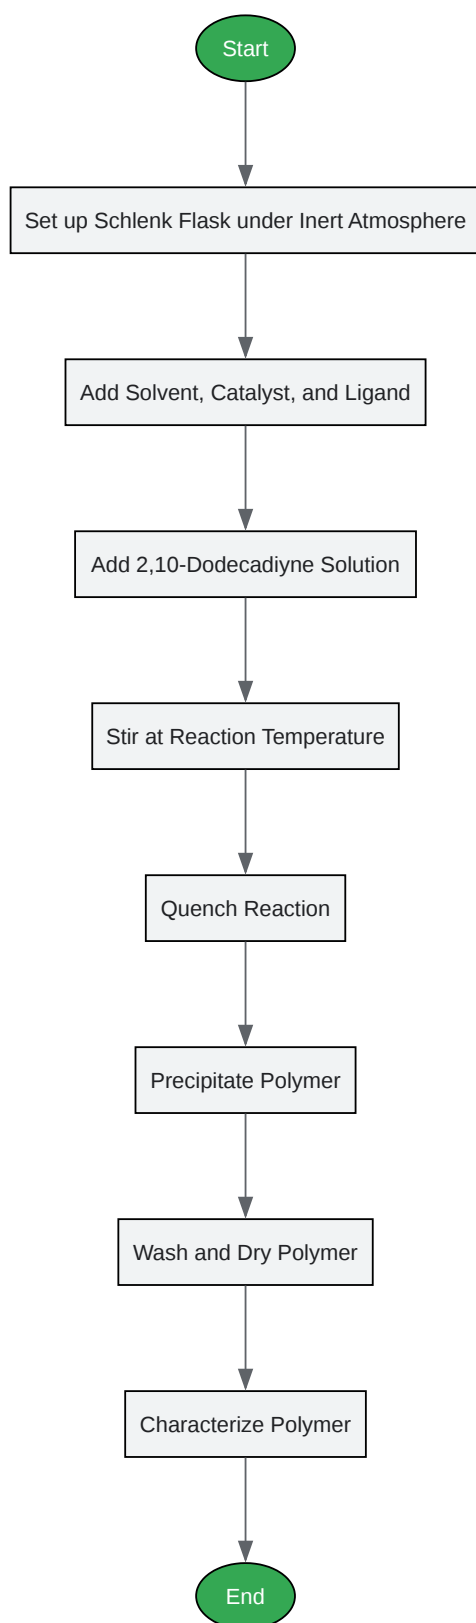 Start
Set up Schlenk Flask under Inert Atmosphere
Add Solvent, Catalyst, and Ligand
Add 2,10-Dodecadiyne Solution
Stir at Reaction Temperature
Quench Reaction
Precipitate Polymer
Wash and Dry Polymer
Characterize Polymer
End